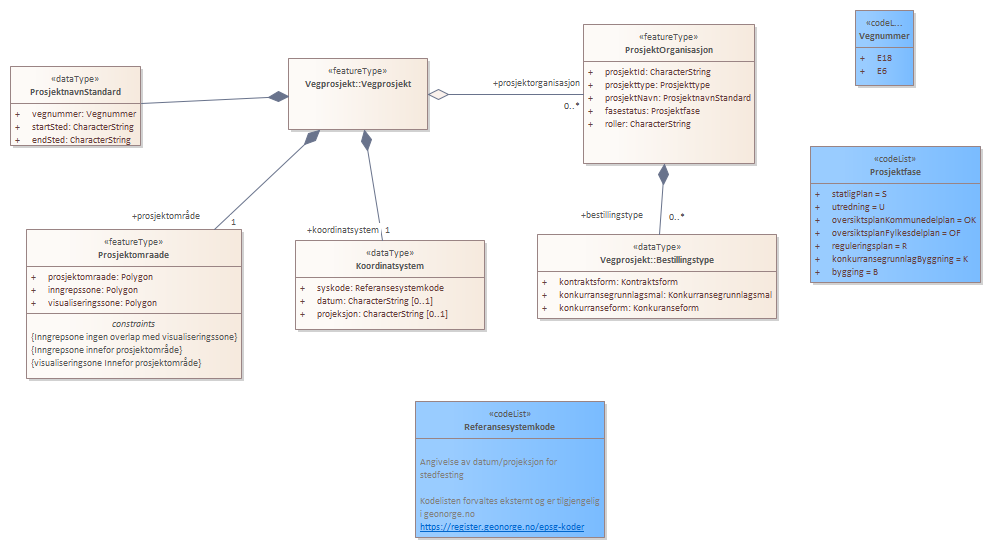 «dataType»
ProsjektnavnStandard
+ vegnummer: Vegnummer
+ startSted: CharacterString
+ endSted: CharacterString
«featureType»
Vegprosjekt::Vegprosjekt
+prosjektorganisasjon
0..*
«featureType»
ProsjektOrganisasjon
+ prosjektId: CharacterString
+ prosjekttype: Prosjekttype
+ prosjektNavn: ProsjektnavnStandard
+ fasestatus: Prosjektfase
+ roller: CharacterString
«codeL...
Vegnummer
+ E18
+ E6
«codeList»
Prosjektfase
+ statligPlan = S
+ utredning = U
+ oversiktsplanKommunedelplan = OK
+ oversiktsplanFylkesdelplan = OF
+ reguleringsplan = R
+ konkurransegrunnlagByggning = K
+ bygging = B
+prosjektområde
1
+koordinatsystem
1
+bestillingstype
0..*
«featureType»
Prosjektomraade
+ prosjektomraade: Polygon
+ inngrepssone: Polygon
+ visualiseringssone: Polygon
constraints
{Inngrepsone ingen overlap med visualiseringssone}
{Inngrepsone innefor prosjektområde}
{visualiseringsone Innefor prosjektområde}
«dataType»
Koordinatsystem
+ syskode: Referansesystemkode
+ datum: CharacterString [0..1]
+ projeksjon: CharacterString [0..1]
«dataType»
Vegprosjekt::Bestillingstype
+ kontraktsform: Kontraktsform
+ konkurransegrunnlagsmal: Konkurransegrunnlagsmal
+ konkurranseform: Konkuranseform
«codeList»
Referansesystemkode
Angivelse av datum/projeksjon for
stedfesting
Kodelisten forvaltes eksternt og er tilgjengelig
i geonorge.no
https://register.geonorge.no/epsg-koder